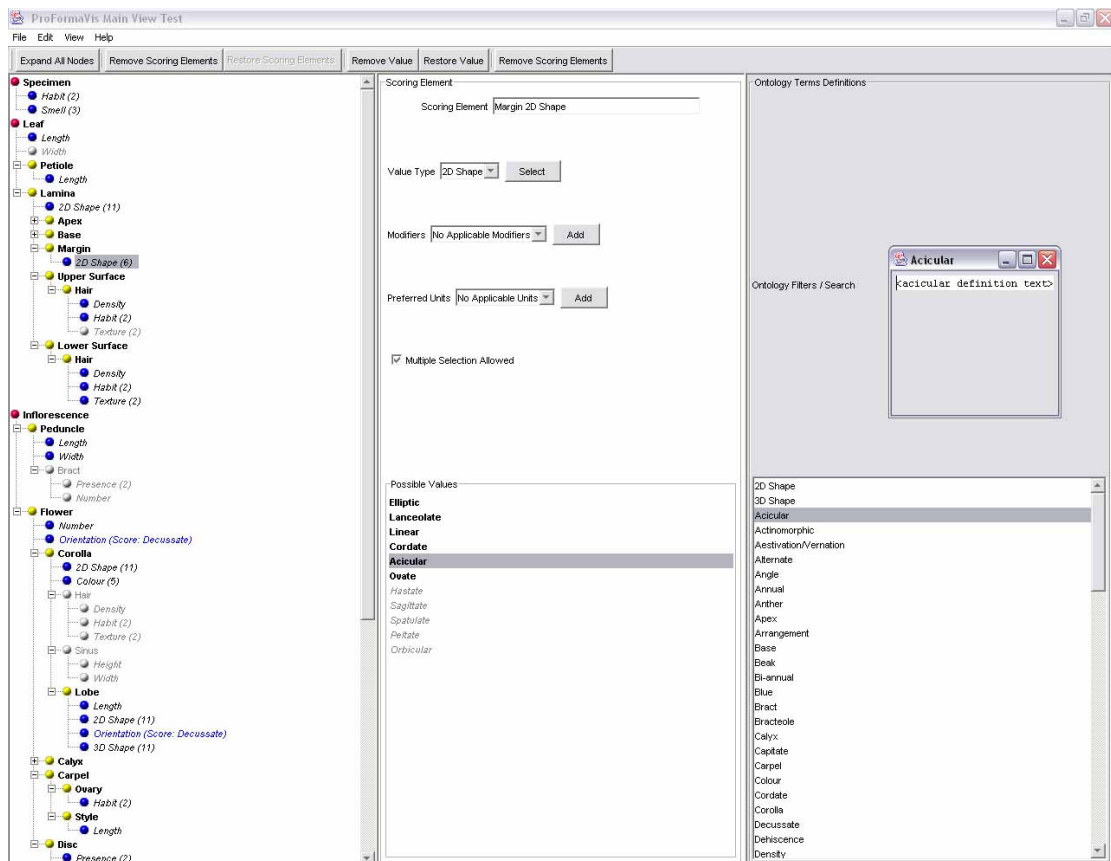 ProFormaVis Main View Test
File Edit View Help
Expand All Nodes Remove Scoring Elements Restore Scoring Elements Remove Value Restore Value Remove Scoring Elements
Specimen
Habit (2)
Smell (3)
Leaf
Length
Width
Petiole
Length
Lamina
2D Shape (11)
Apex
Base
Margin
2D Shape (6)
Upper Surface
Hair
Density
Habit (2)
Texture (2)
Lower Surface
Hair
Density
Habit (2)
Texture (2)
Inflorescence
Peduncle
Length
Width
Bract
Presence (2)
Number
Flower
Number
Orientation (Score: Decussate)
Corolla
2D Shape (11)
Colour (5)
Hair
Density
Habit (2)
Texture (2)
Sinus
Height
Width
Lobe
Length
2D Shape (11)
Orientation (Score: Decussate)
3D Shape (11)
Calyx
Carpel
Ovary
Habit (2)
Style
Length
Disc
Presence (2)
Scoring Element
Scoring Element Margin 2D Shape
Value Type 2D Shape Select
Modifiers No Applicable Modifiers Add
Preferred Units No Applicable Units Add
Multiple Selection Allowed
Possible Values
Elliptic
Lanceolate
Linear
Cordate
Acicular
Ovate
Hastate
Sagittate
Spatulate
Peltate
Orbicular
Ontology Terms Definitions
Ontology Filters / Search
Acicular
<acicular definition text>
2D Shape
3D Shape
Acicular
Actinomorphic
Aestivation/Vernation
Alternate
Angle
Annual
Anther
Apex
Arrangement
Base
Beak
Bi-annual
Blue
Bract
Bracteole
Calyx
Capitate
Carpel
Colour
Cordate
Corolla
Decussate
Dehiscence
Density